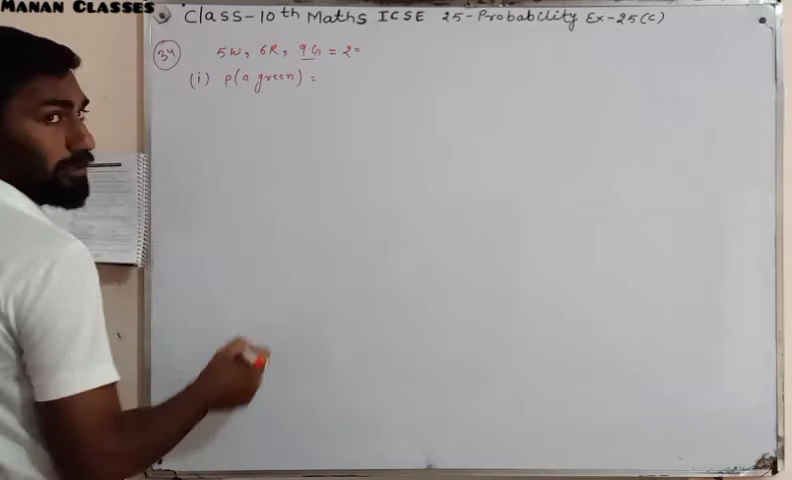 MANAN CLASSES
Class-10th Maths ICSE 25-Probability Ex-25(c)
34 5W, 6R, 9G = 20
(i) P(a green) =